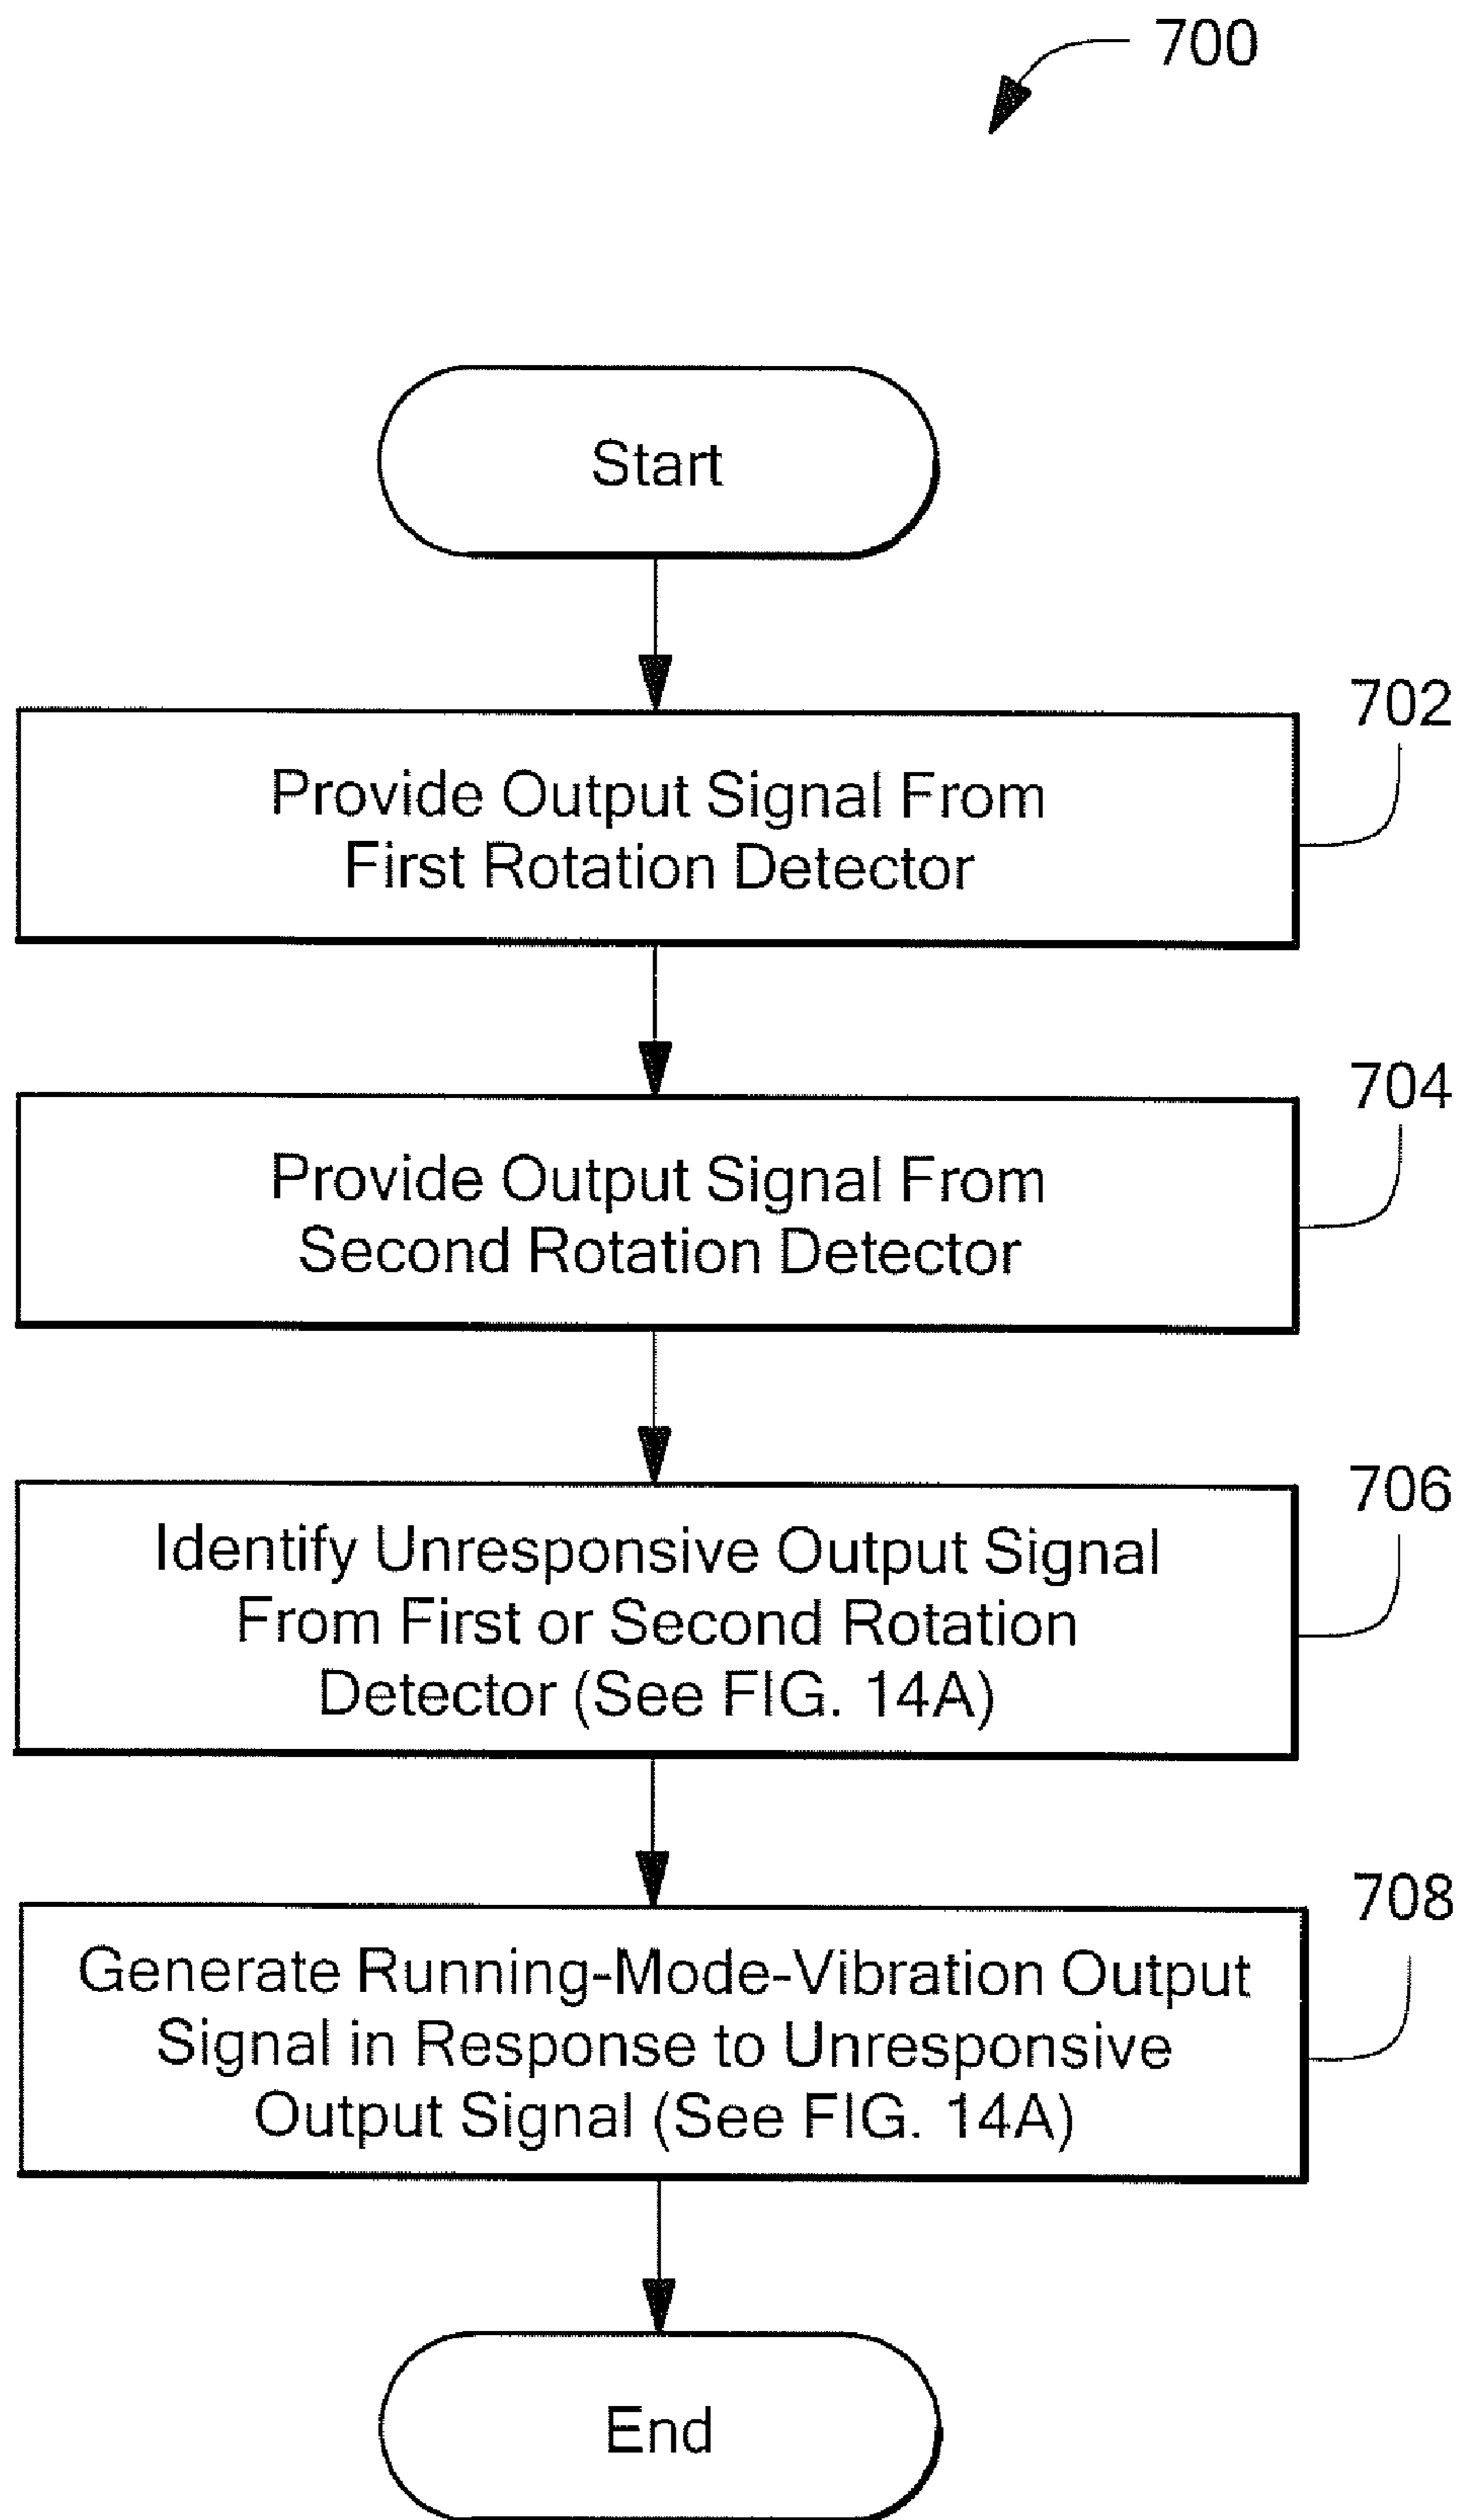 700
Start
702
Provide Output Signal From
First Rotation Detector
704
Provide Output Signal From
Second Rotation Detector
706
Identify Unresponsive Output Signal
From First or Second Rotation
Detector (See FIG. 14A)
708
Generate Running-Mode-Vibration Output
Signal in Response to Unresponsive
Output Signal (See FIG. 14A)
End